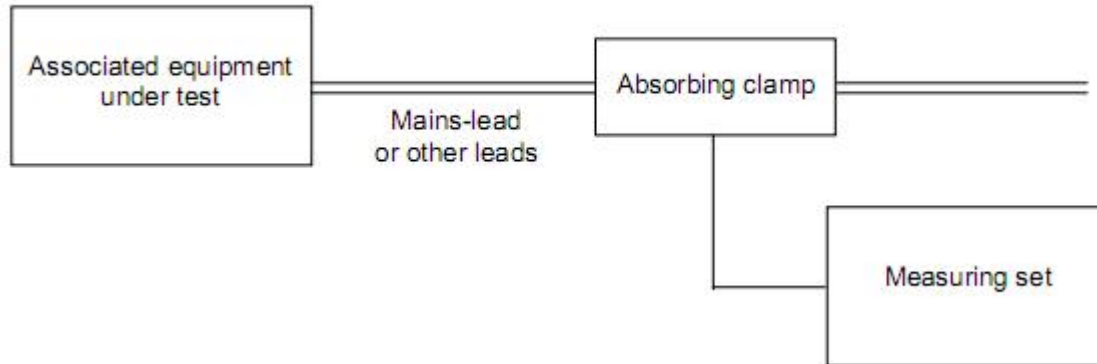 Associated equipment
under test
Mains-lead
or other leads
Absorbing clamp
Measuring set